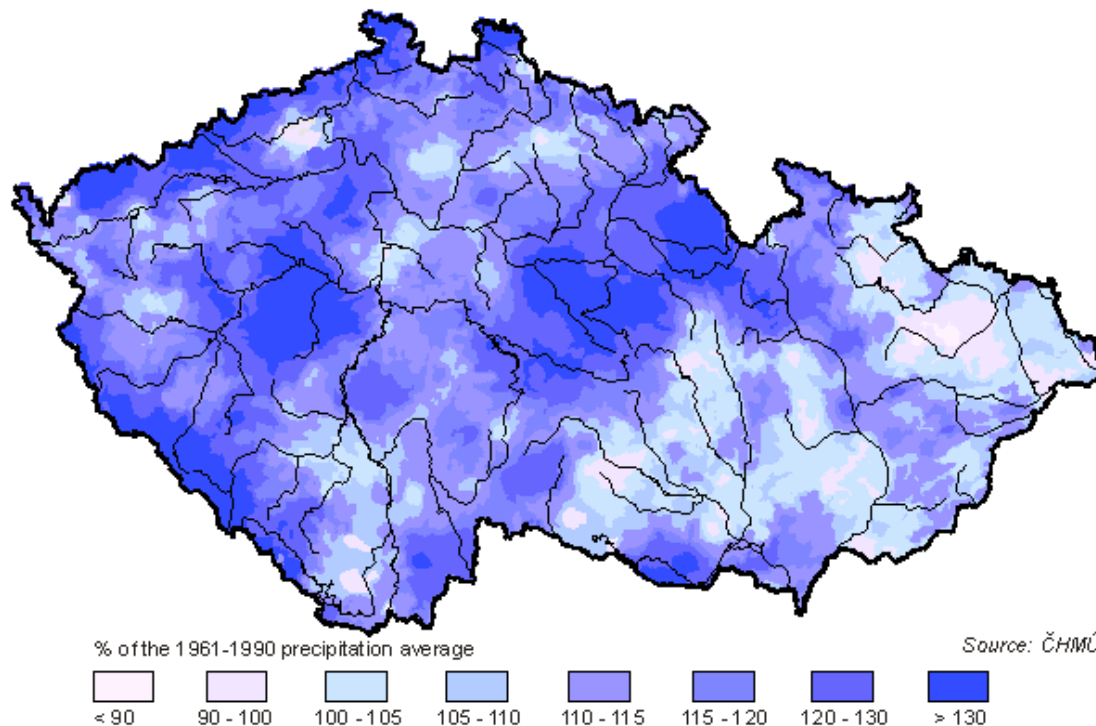 % of the 1961-1990 precipitation average
Source: ČHMÚ
< 90
90 - 100
100 - 105
105 - 110
110 - 115
115 - 120
120 - 130
> 130